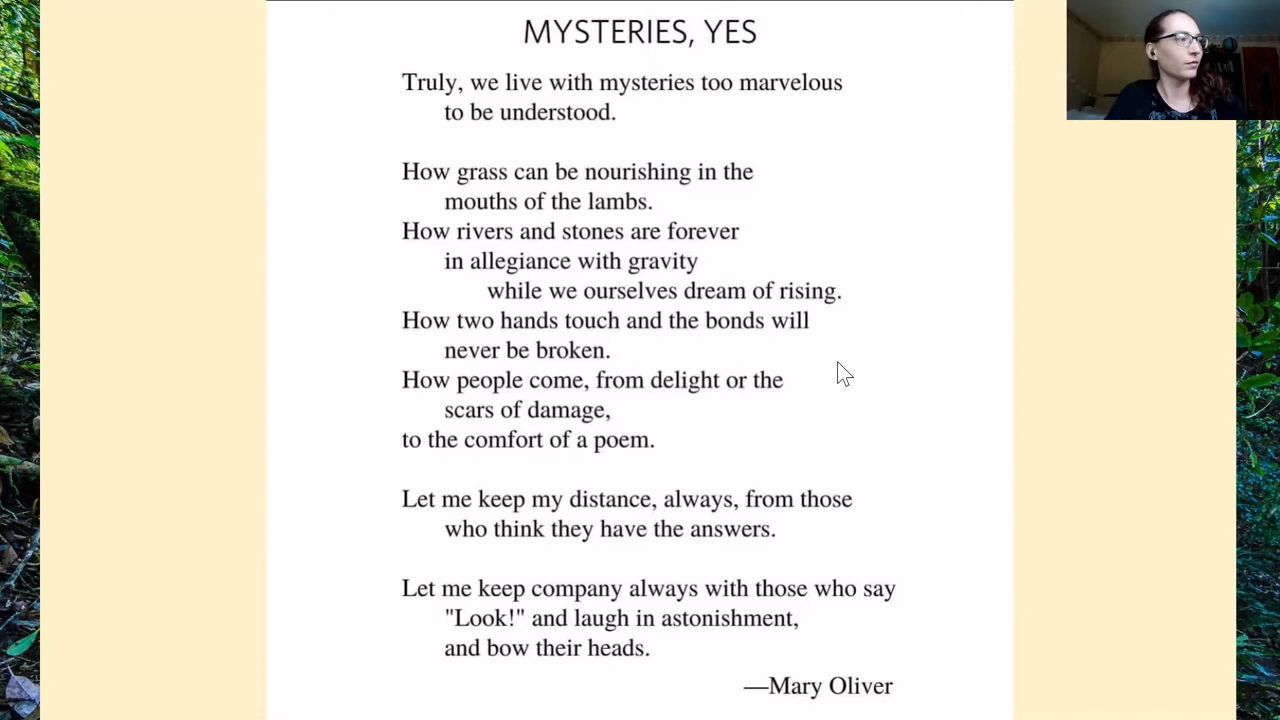 MYSTERIES, YES
Truly, we live with mysteries too marvelous
to be understood.
How grass can be nourishing in the
mouths of the lambs.
How rivers and stones are forever
in allegiance with gravity
while we ourselves dream of rising.
How two hands touch and the bonds will
never be broken.
How people come, from delight or the
scars of damage,
to the comfort of a poem.
Let me keep my distance, always, from those
who think they have the answers.
Let me keep company always with those who say
"Look!" and laugh in astonishment,
and bow their heads.
—Mary Oliver